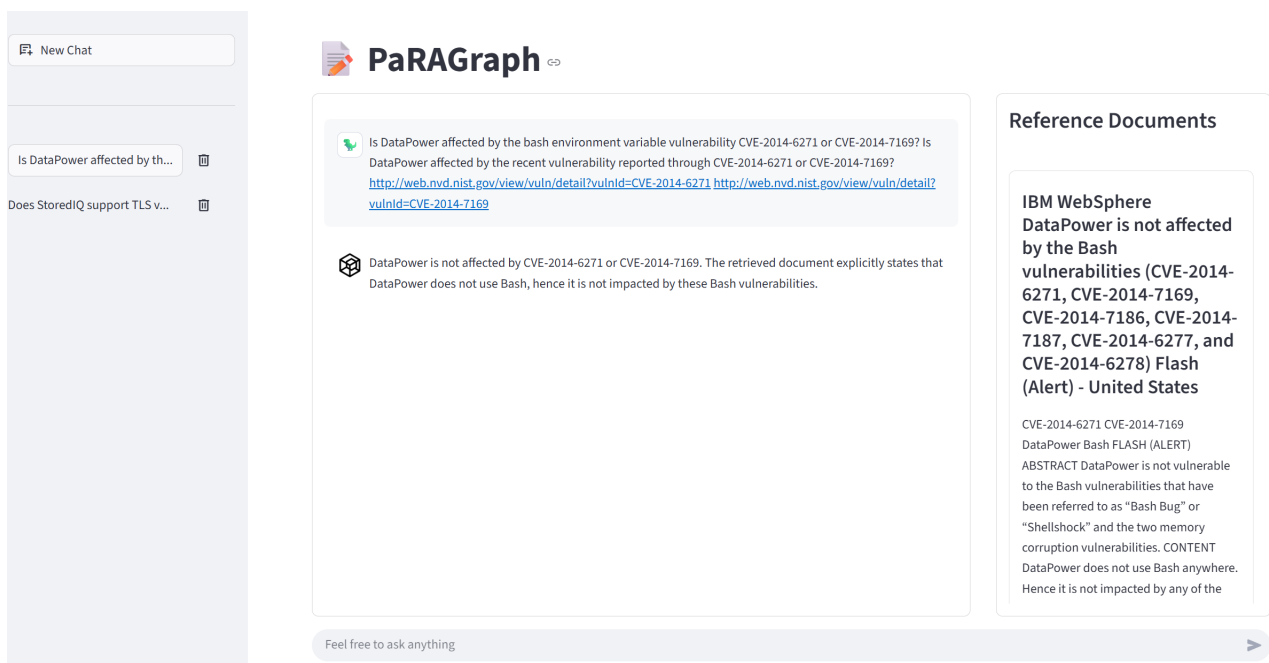 New Chat
Is DataPower affected by th...
Does StoredIQ support TLS v...
PaRAGraph
Is DataPower affected by the bash environment variable vulnerability CVE-2014-6271 or CVE-2014-7169? Is
DataPower affected by the recent vulnerability reported through CVE-2014-6271 or CVE-2014-7169?
http://web.nvd.nist.gov/view/vuln/detail?vulnId=CVE-2014-6271 http://web.nvd.nist.gov/view/vuln/detail?
vulnId=CVE-2014-7169
DataPower is not affected by CVE-2014-6271 or CVE-2014-7169. The retrieved document explicitly states that
DataPower does not use Bash, hence it is not impacted by these Bash vulnerabilities.
Reference Documents
IBM WebSphere
DataPower is not affected
by the Bash
vulnerabilities (CVE-2014-
6271, CVE-2014-7169,
CVE-2014-7186, CVE-2014-
7187, CVE-2014-6277, and
CVE-2014-6278) Flash
(Alert) - United States
CVE-2014-6271 CVE-2014-7169
DataPower Bash FLASH (ALERT)
ABSTRACT DataPower is not vulnerable
to the Bash vulnerabilities that have
been referred to as “Bash Bug” or
“Shellshock” and the two memory
corruption vulnerabilities. CONTENT
DataPower does not use Bash anywhere.
Hence it is not impacted by any of the
Feel free to ask anything